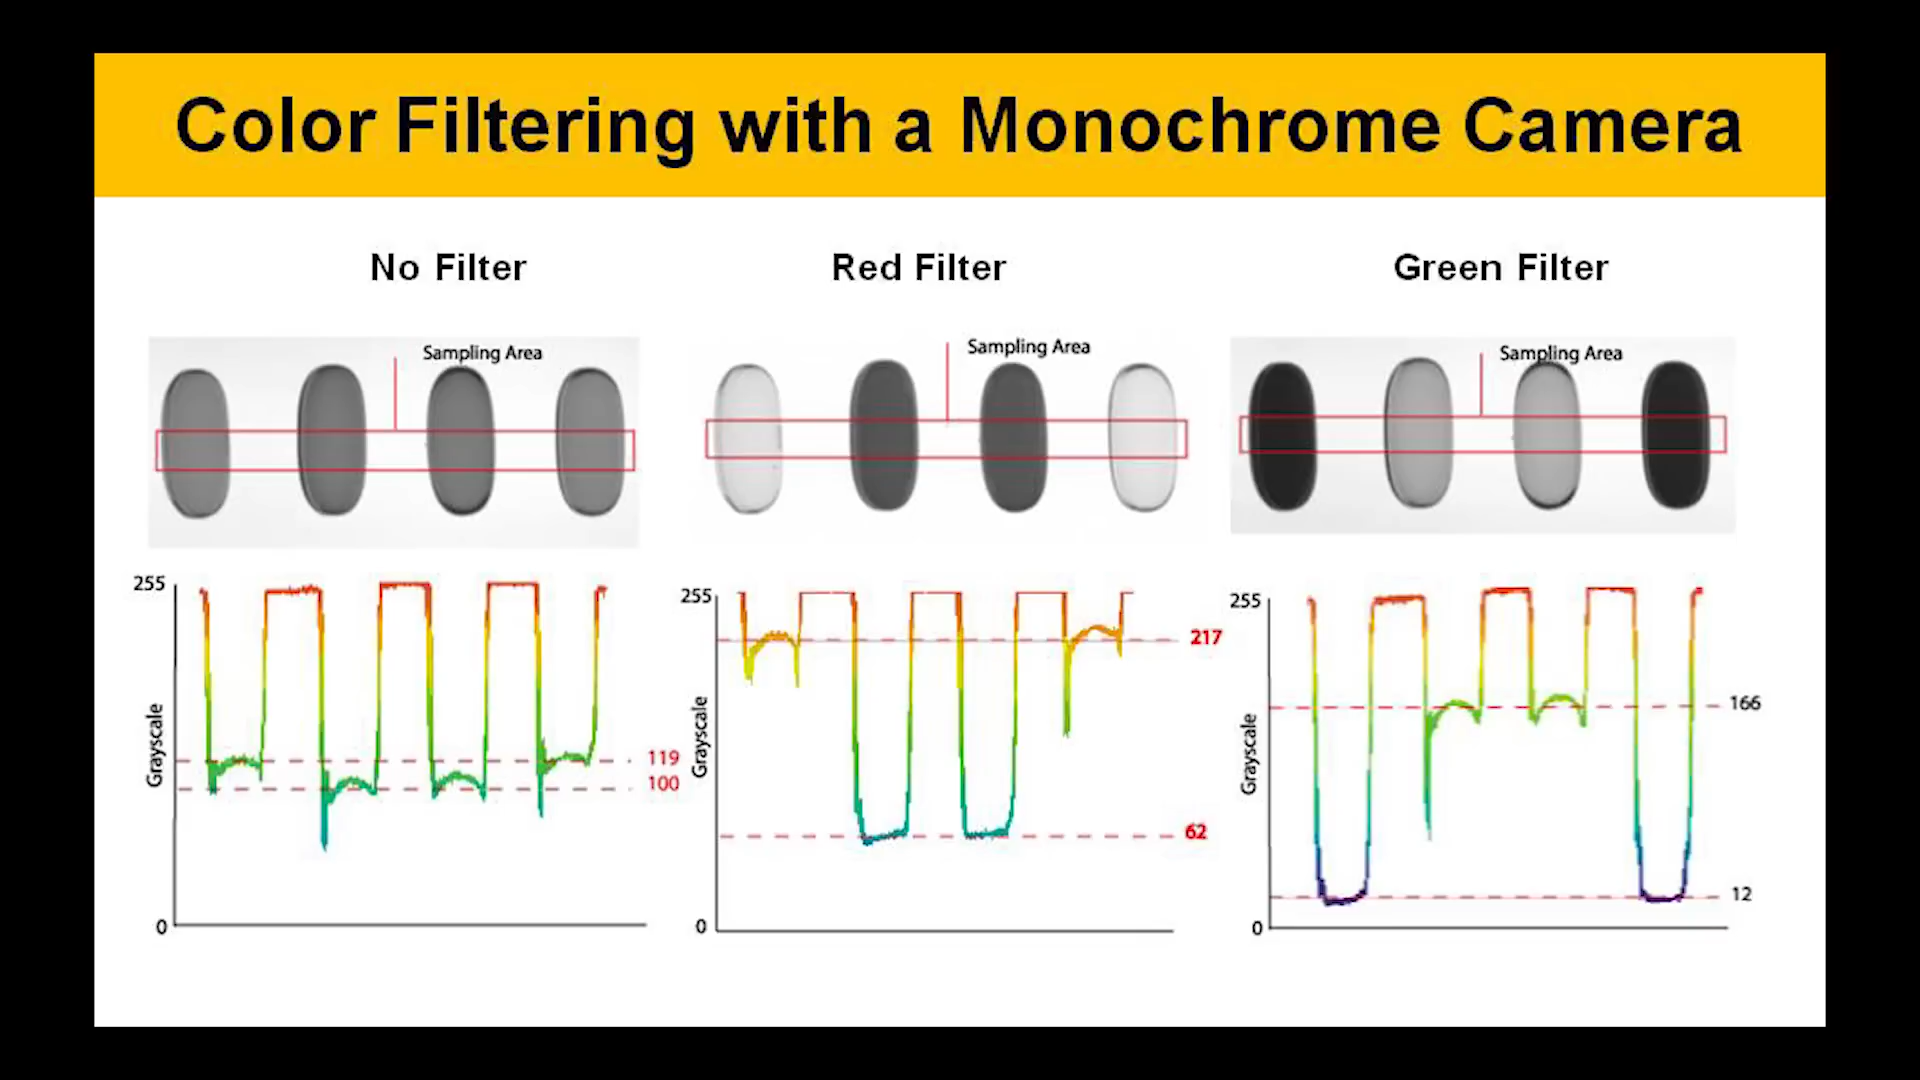 Color Filtering with a Monochrome Camera
No Filter
Red Filter
Green Filter
Sampling Area
Sampling Area
Sampling Area
255
Grayscale
0
119
100
255
Grayscale
0
217
62
255
Grayscale
0
166
12